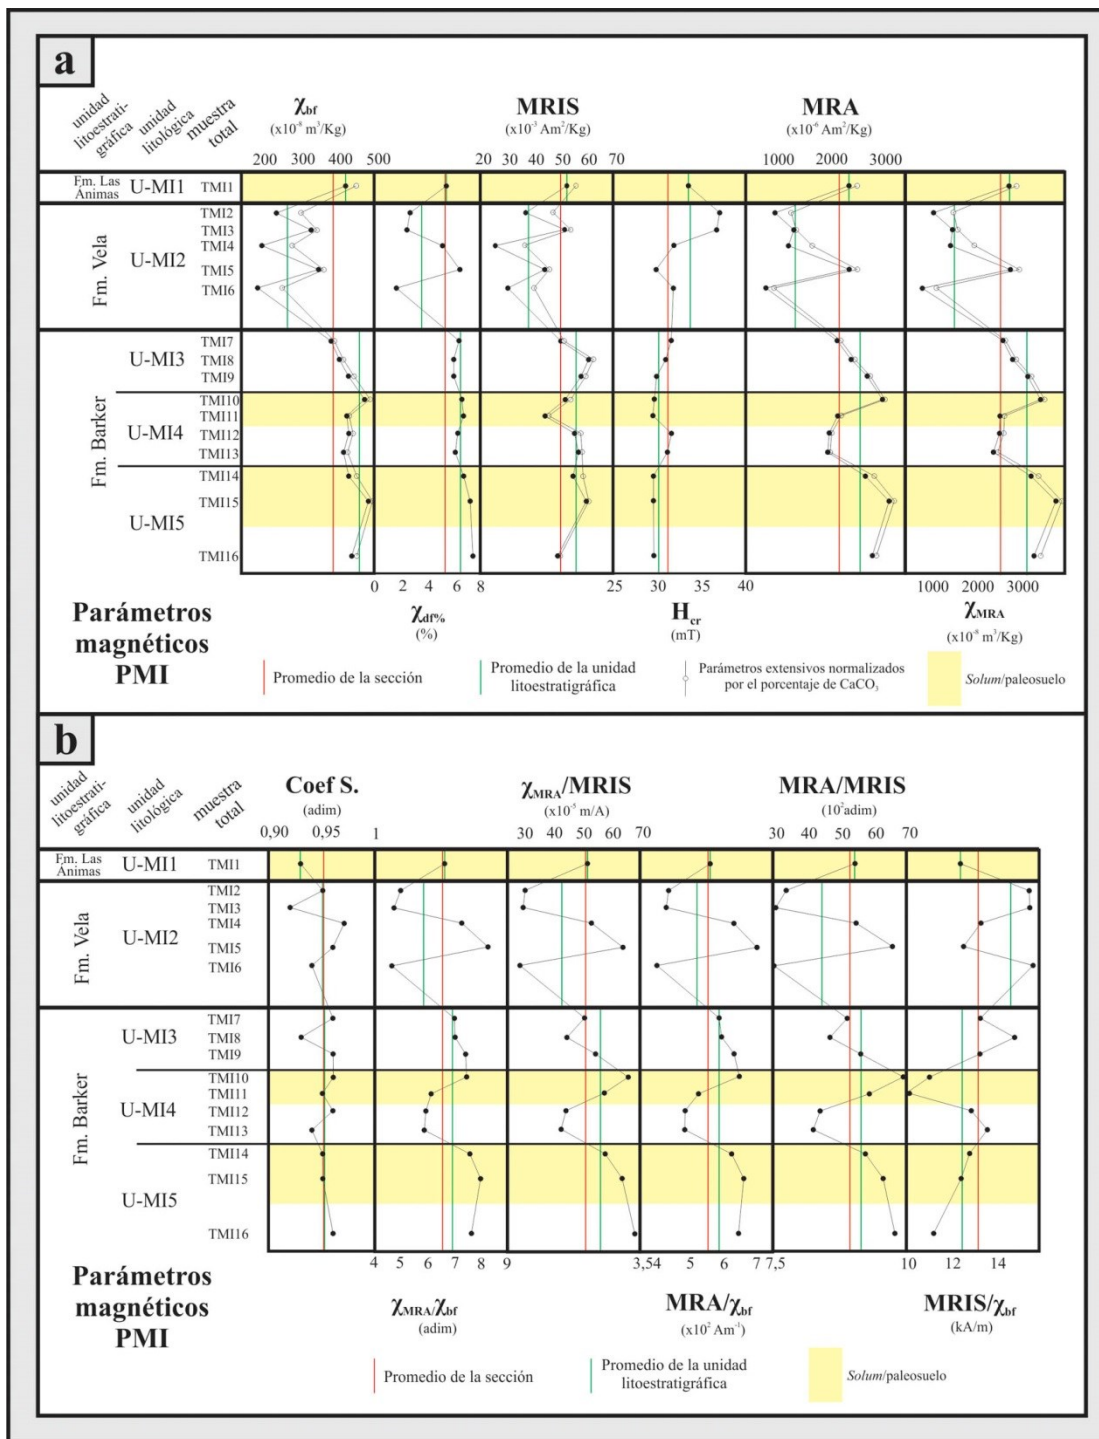 a
unidad
litoestrati-
gráfica
unidad
litológica
muestra
total
χbf
(x10⁻⁸ m³/Kg)
200 300 400 500
MRIS
(x10⁻³ Am²/Kg)
20 30 40 50 60 70
MRA
(x10⁻⁶ Am²/Kg)
1000 2000 3000
Fm. Las
Ánimas
U-MI1
TMI1
Fm. Vela
U-MI2
TMI2
TMI3
TMI4
TMI5
TMI6
Fm. Barker
U-MI3
TMI7
TMI8
TMI9
U-MI4
TMI10
TMI11
TMI12
TMI13
U-MI5
TMI14
TMI15
TMI16
0 2 4 6 8
χdf%
(%)
25 30 35 40
Hcr
(mT)
1000 2000 3000
χMRA
(x10⁻⁸ m³/Kg)
Parámetros
magnéticos
PMI
Promedio de la sección
Promedio de la unidad
litoestratigráfica
Parámetros extensivos normalizados
por el porcentaje de CaCO₃
Solum/paleosuelo
b
unidad
litoestrati-
gráfica
unidad
litológica
muestra
total
Coef S.
(adim)
0,90 0,95 1
χMRA/MRIS
(x10⁻⁵ m/A)
30 40 50 60 70
MRA/MRIS
(10²adim)
30 40 50 60 70
Fm. Las
Ánimas
U-MI1
TMI1
Fm. Vela
U-MI2
TMI2
TMI3
TMI4
TMI5
TMI6
Fm. Barker
U-MI3
TMI7
TMI8
TMI9
U-MI4
TMI10
TMI11
TMI12
TMI13
U-MI5
TMI14
TMI15
TMI16
4 5 6 7 8 9
χMRA/χbf
(adim)
3,54 5 6 7 7,5
MRA/χbf
(x10² Am⁻¹)
10 12 14
MRIS/χbf
(kA/m)
Parámetros
magnéticos
PMI
Promedio de la sección
Promedio de la unidad
litoestratigráfica
Solum/paleosuelo